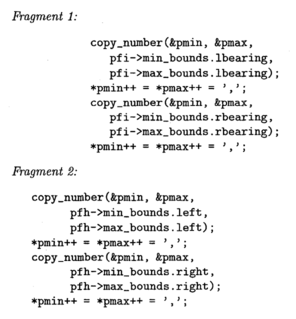 Fragment 1:
copy_number(&pmin, &pmax,
pfi->min_bounds.lbearing,
pfi->max_bounds.lbearing);
*pmin++ = *pmax++ = ',';
copy_number(&pmin, &pmax,
pfi->min_bounds.rbearing,
pfi->max_bounds.rbearing);
*pmin++ = *pmax++ = ',';
Fragment 2:
copy_number(&pmin, &pmax,
pfh->min_bounds.left,
pfh->max_bounds.left);
*pmin++ = *pmax++ = ',';
copy_number(&pmin, &pmax,
pfh->min_bounds.right,
pfh->max_bounds.right);
*pmin++ = *pmax++ = ',';